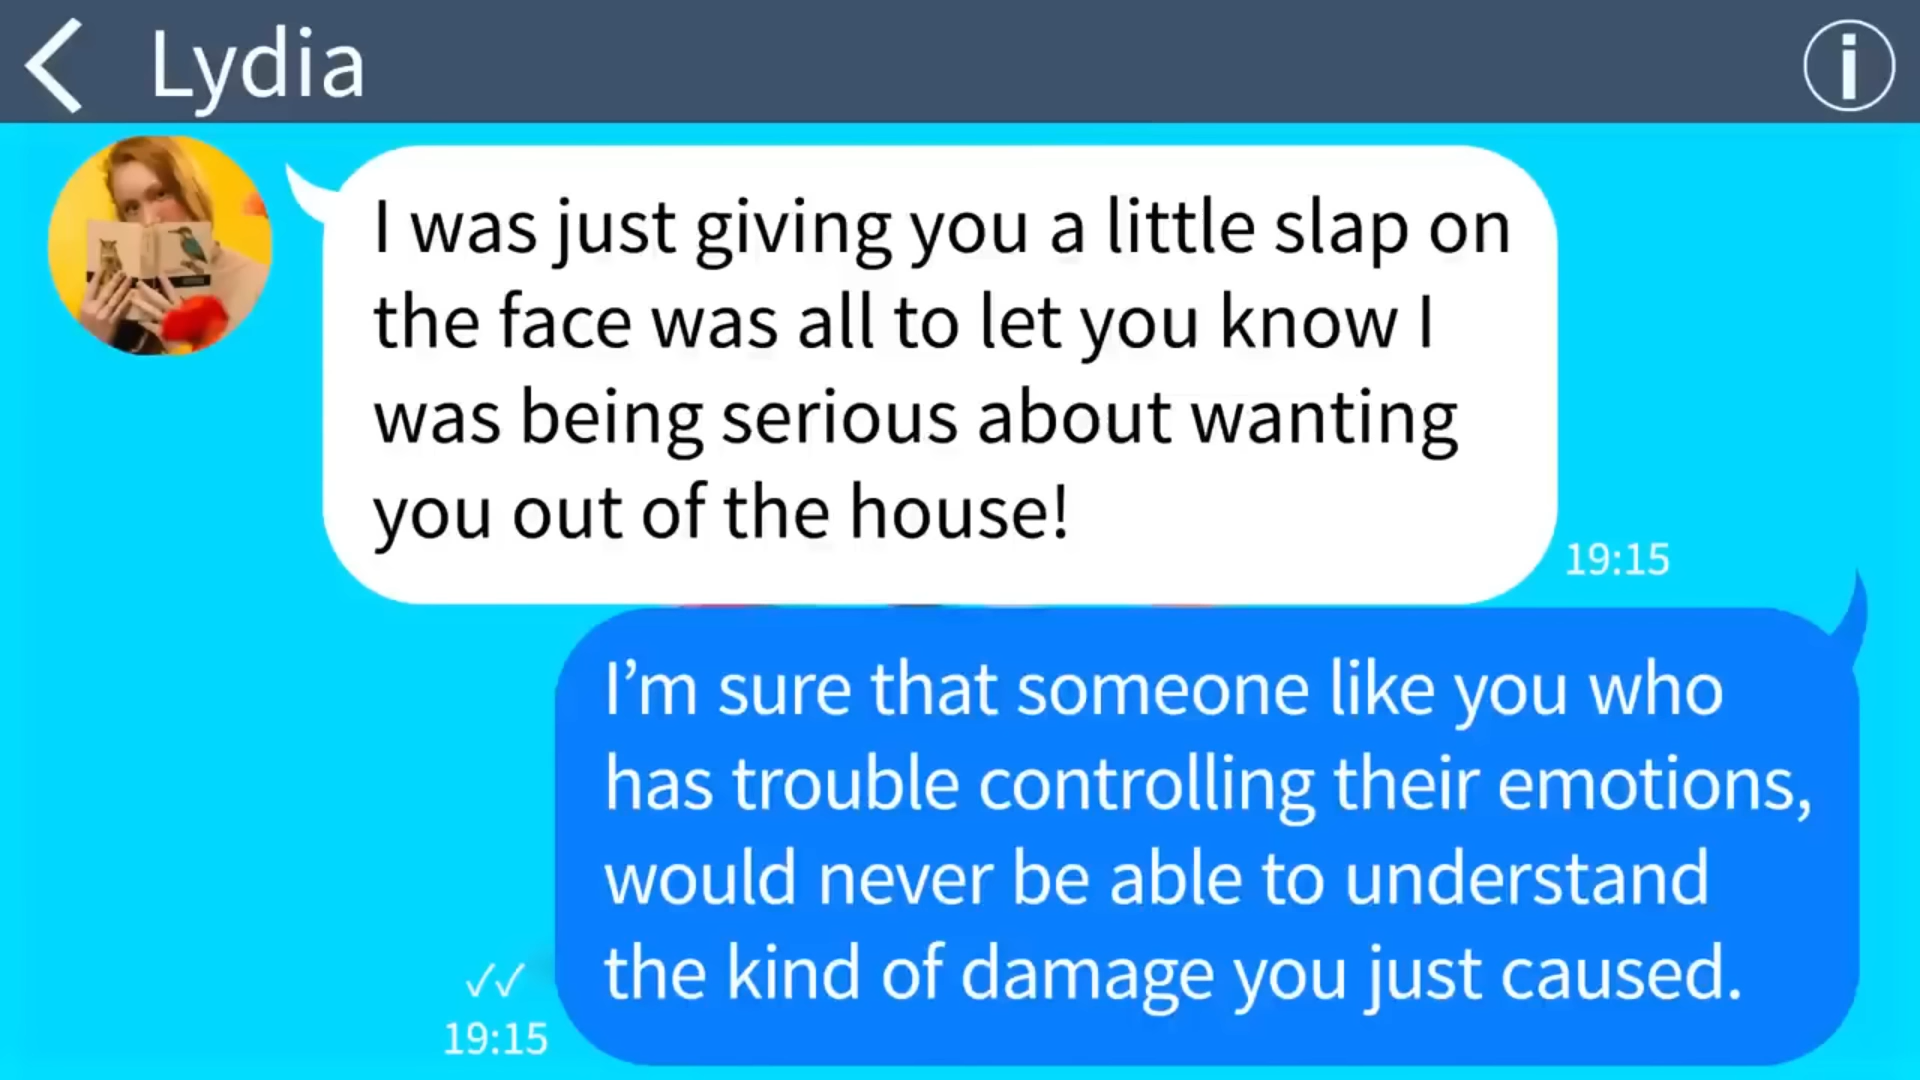 Lydia
I was just giving you a little slap on
the face was all to let you know I
was being serious about wanting
you out of the house!
19:15
I’m sure that someone like you who
has trouble controlling their emotions,
would never be able to understand
the kind of damage you just caused.
19:15